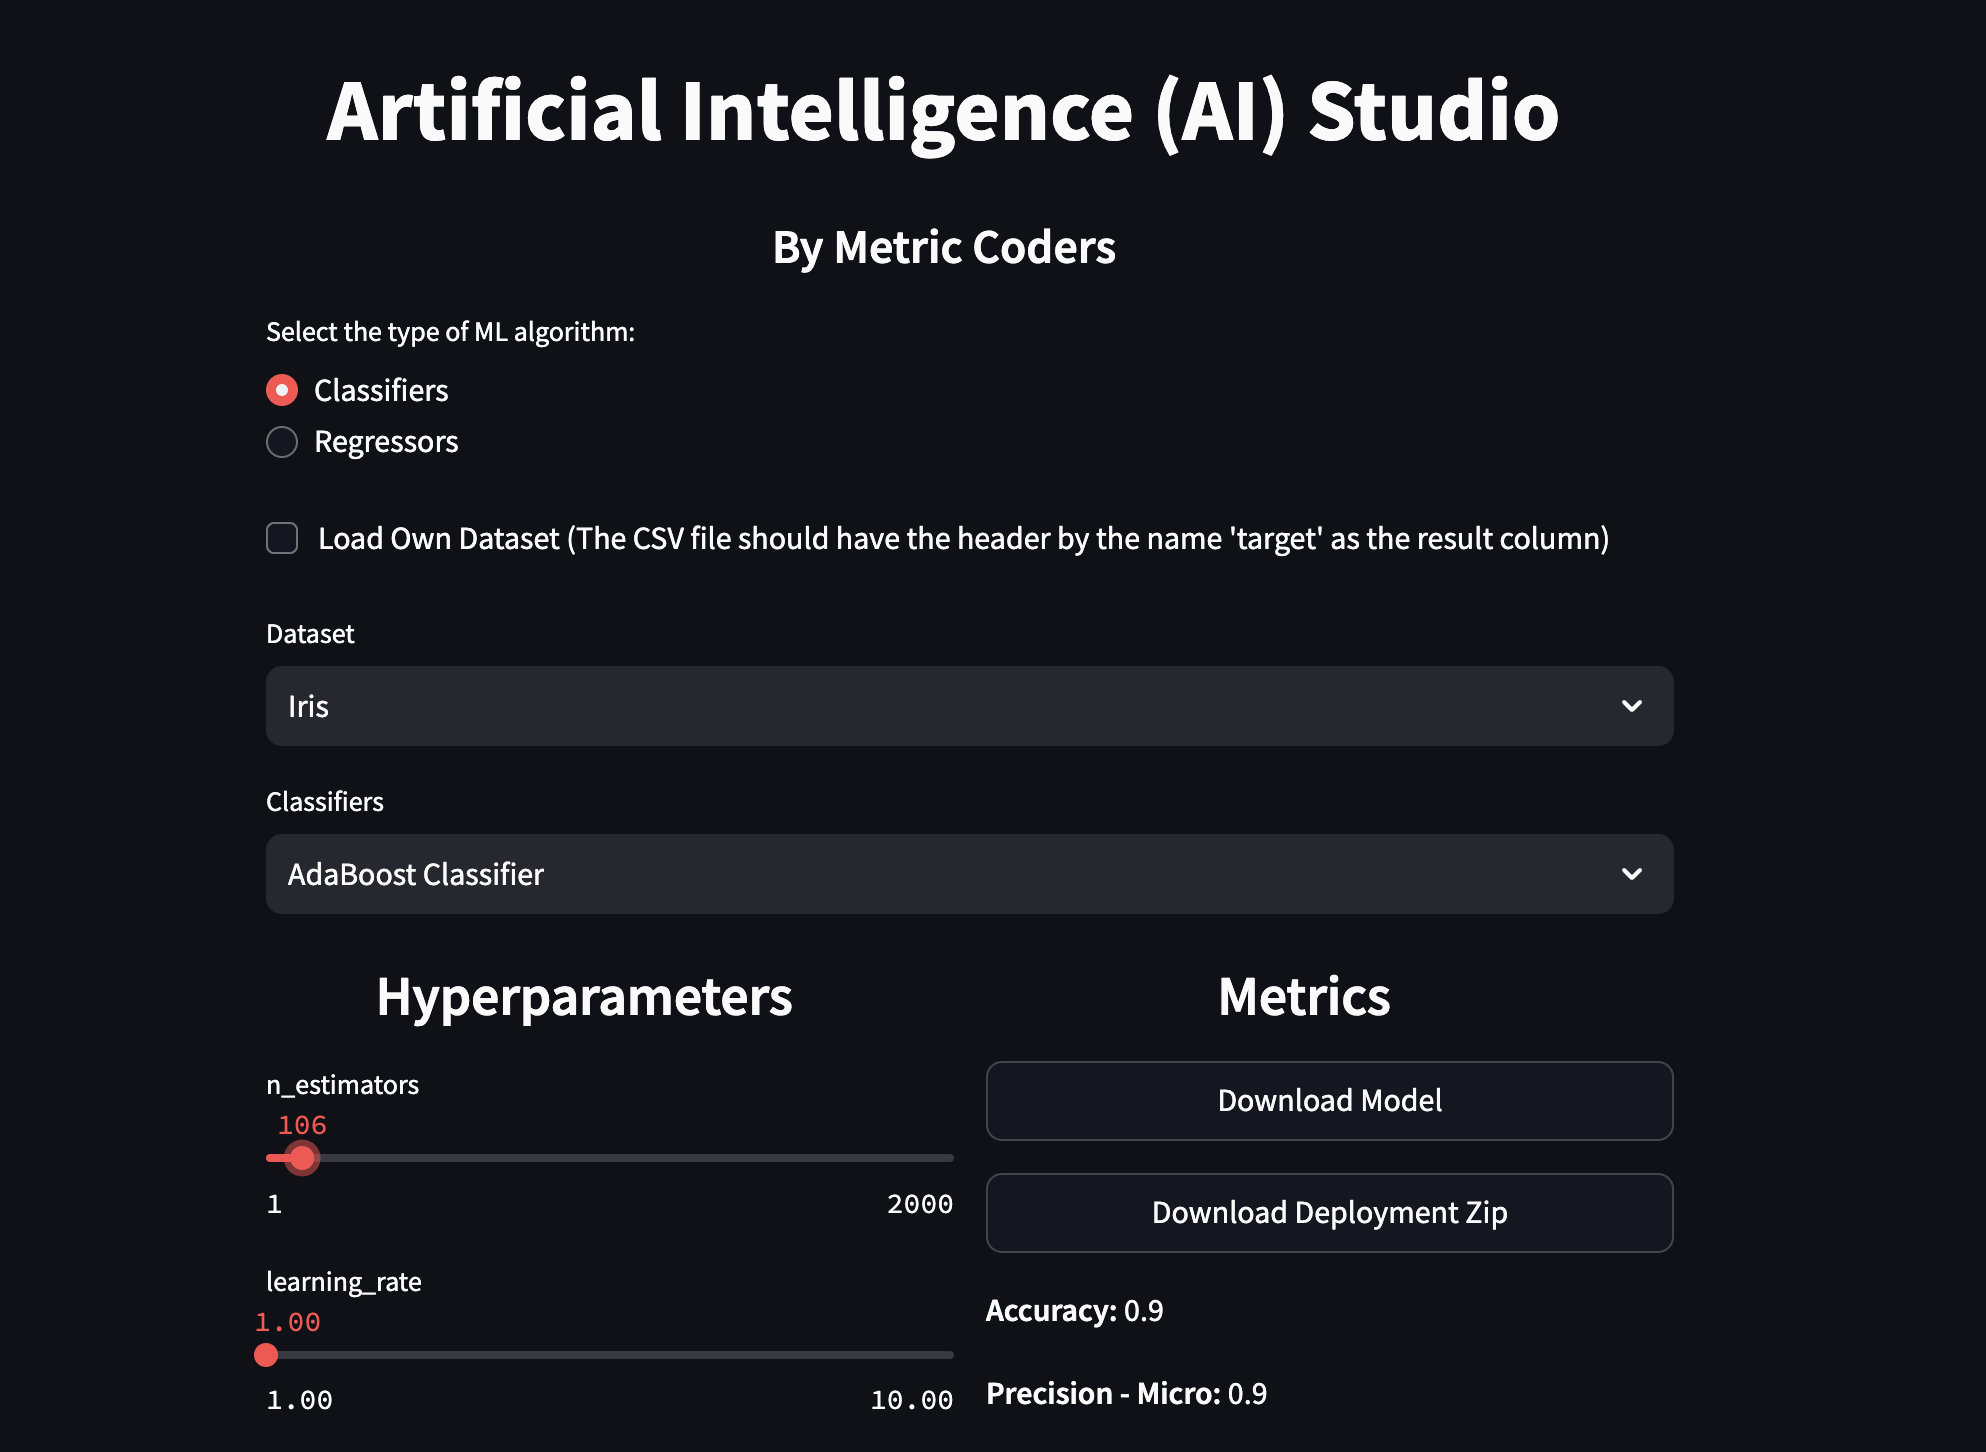 Artificial Intelligence (AI) Studio
By Metric Coders
Select the type of ML algorithm:
Classifiers
Regressors
Load Own Dataset (The CSV file should have the header by the name 'target' as the result column)
Dataset
Iris
Classifiers
AdaBoost Classifier
Hyperparameters
n_estimators
106
1 2000
learning_rate
1.00
1.00 10.00
Metrics
Download Model
Download Deployment Zip
Accuracy: 0.9
Precision - Micro: 0.9